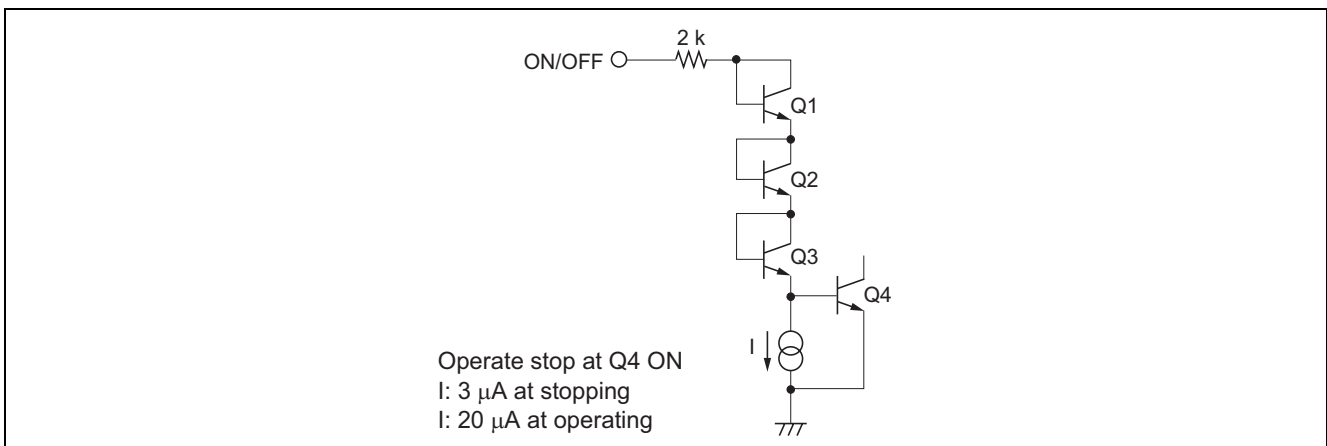 2 k
ON/OFF
Q1
Q2
Q3
Q4
I
Operate stop at Q4 ON
I: 3 μA at stopping
I: 20 μA at operating